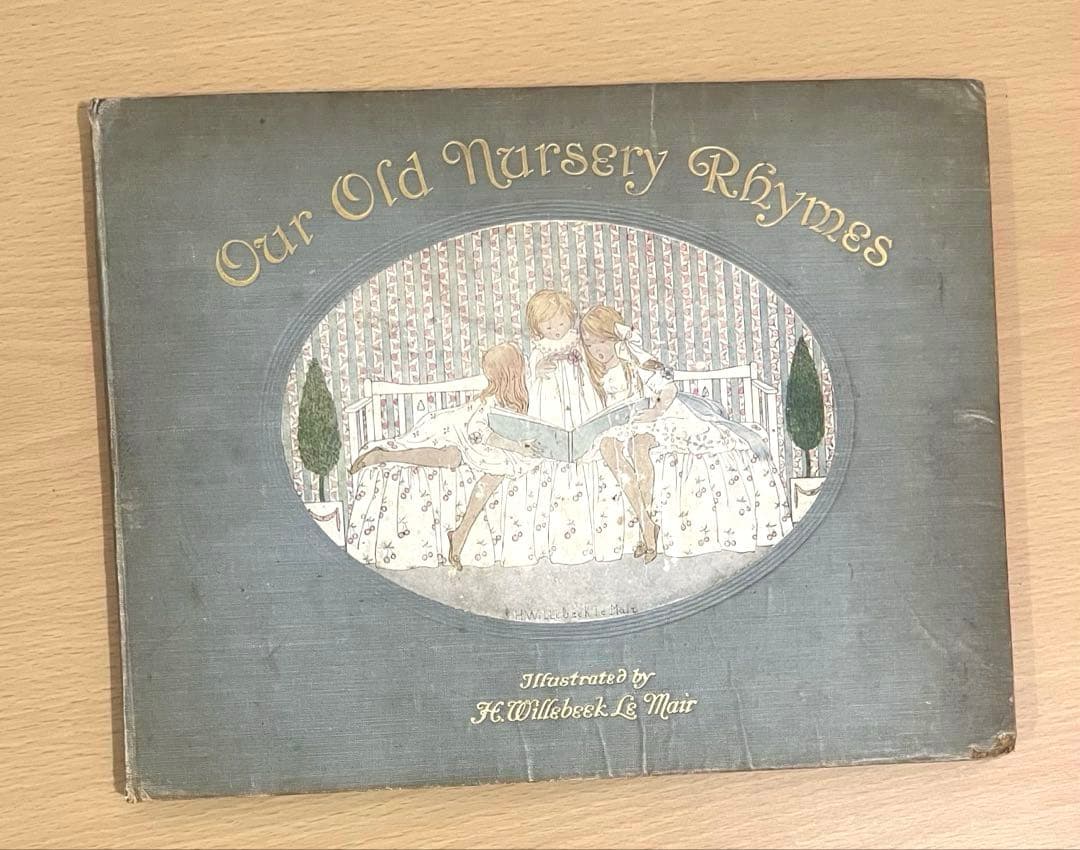 Our Old Nursery Rhymes
H. Willebeek Le Mair
Illustrated by
H. Willebeek Le Mair